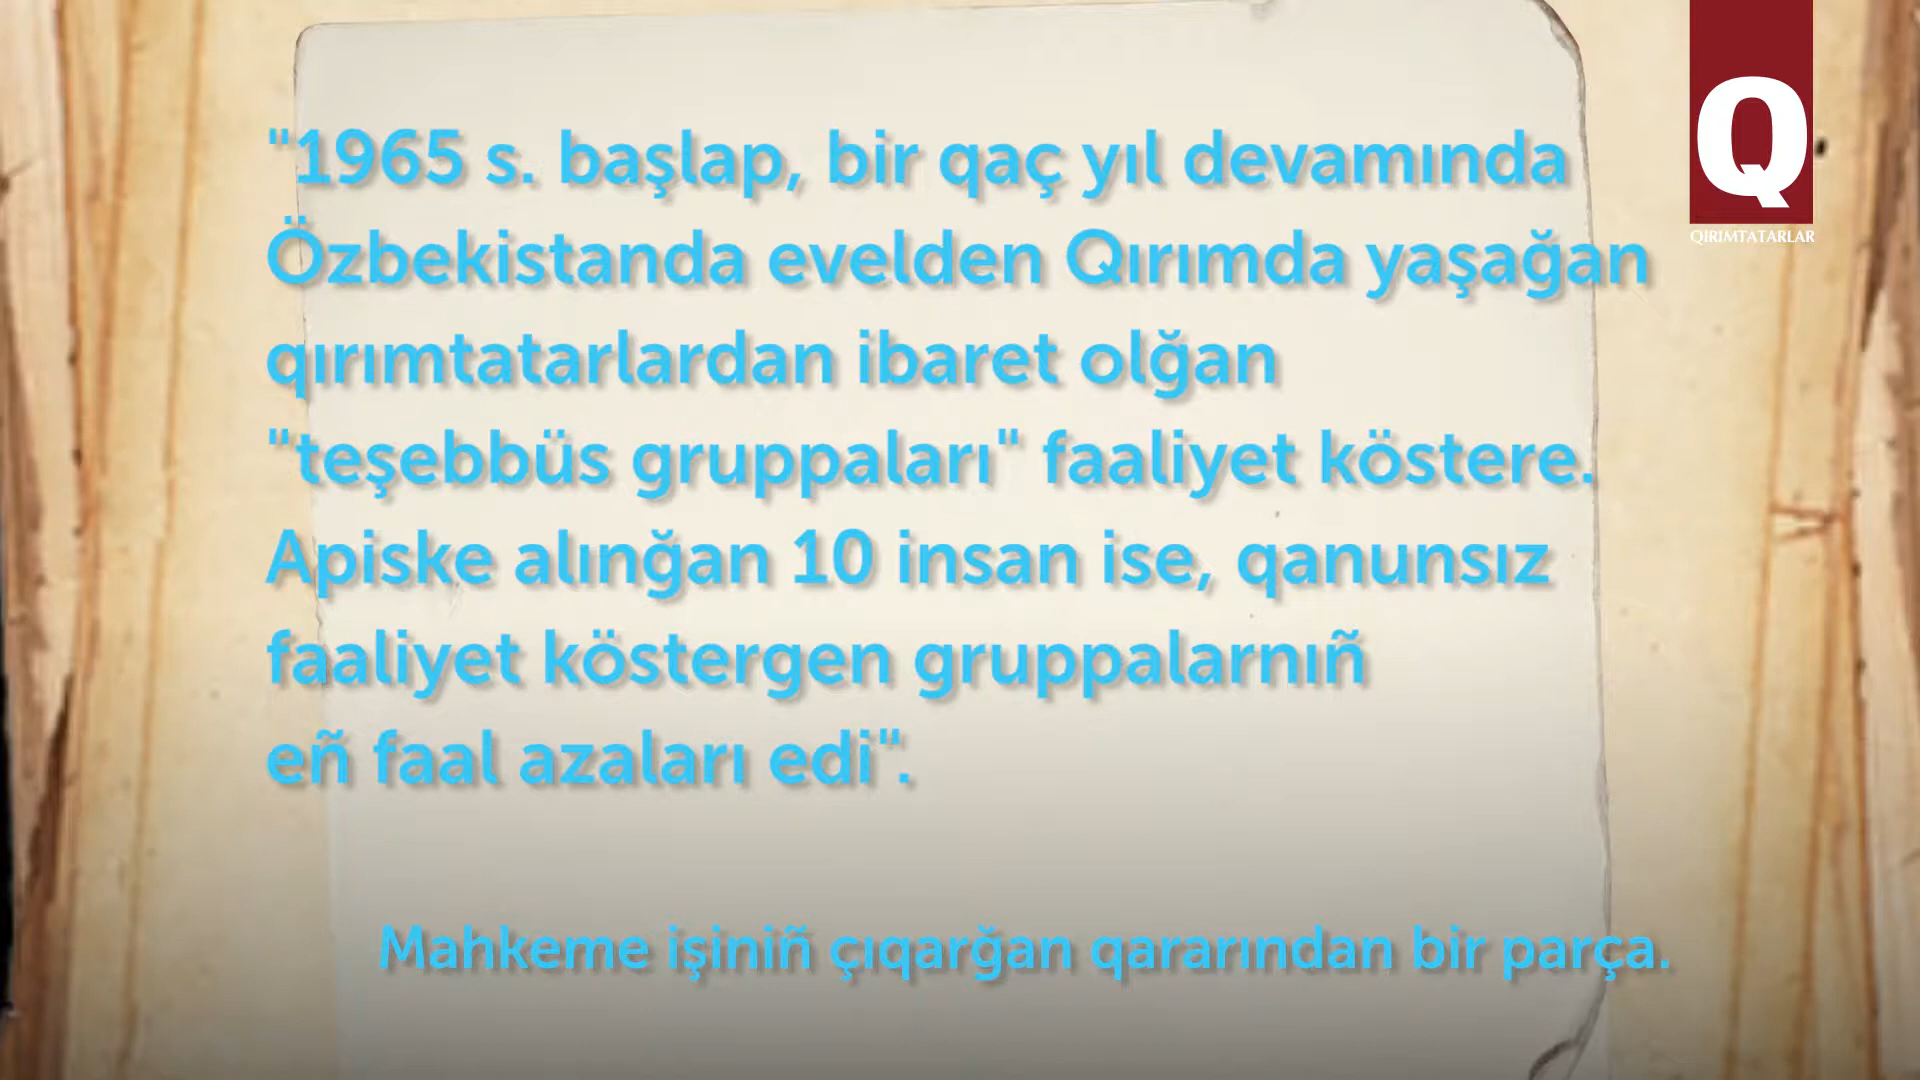 "1965 s. başlap, bir qaç yıl devamında
Özbekistanda evelden Qırımda yaşağan
qırımtatarlardan ibaret olğan
"teşebbüs gruppaları" faaliyet köstere.
Apiske alınğan 10 insan ise, qanunsız
faaliyet köstergen gruppalarnıñ
eñ faal azaları edi".
Mahkeme işiniñ çıqarğan qararından bir parça.
Q
QIRIMTATARLAR